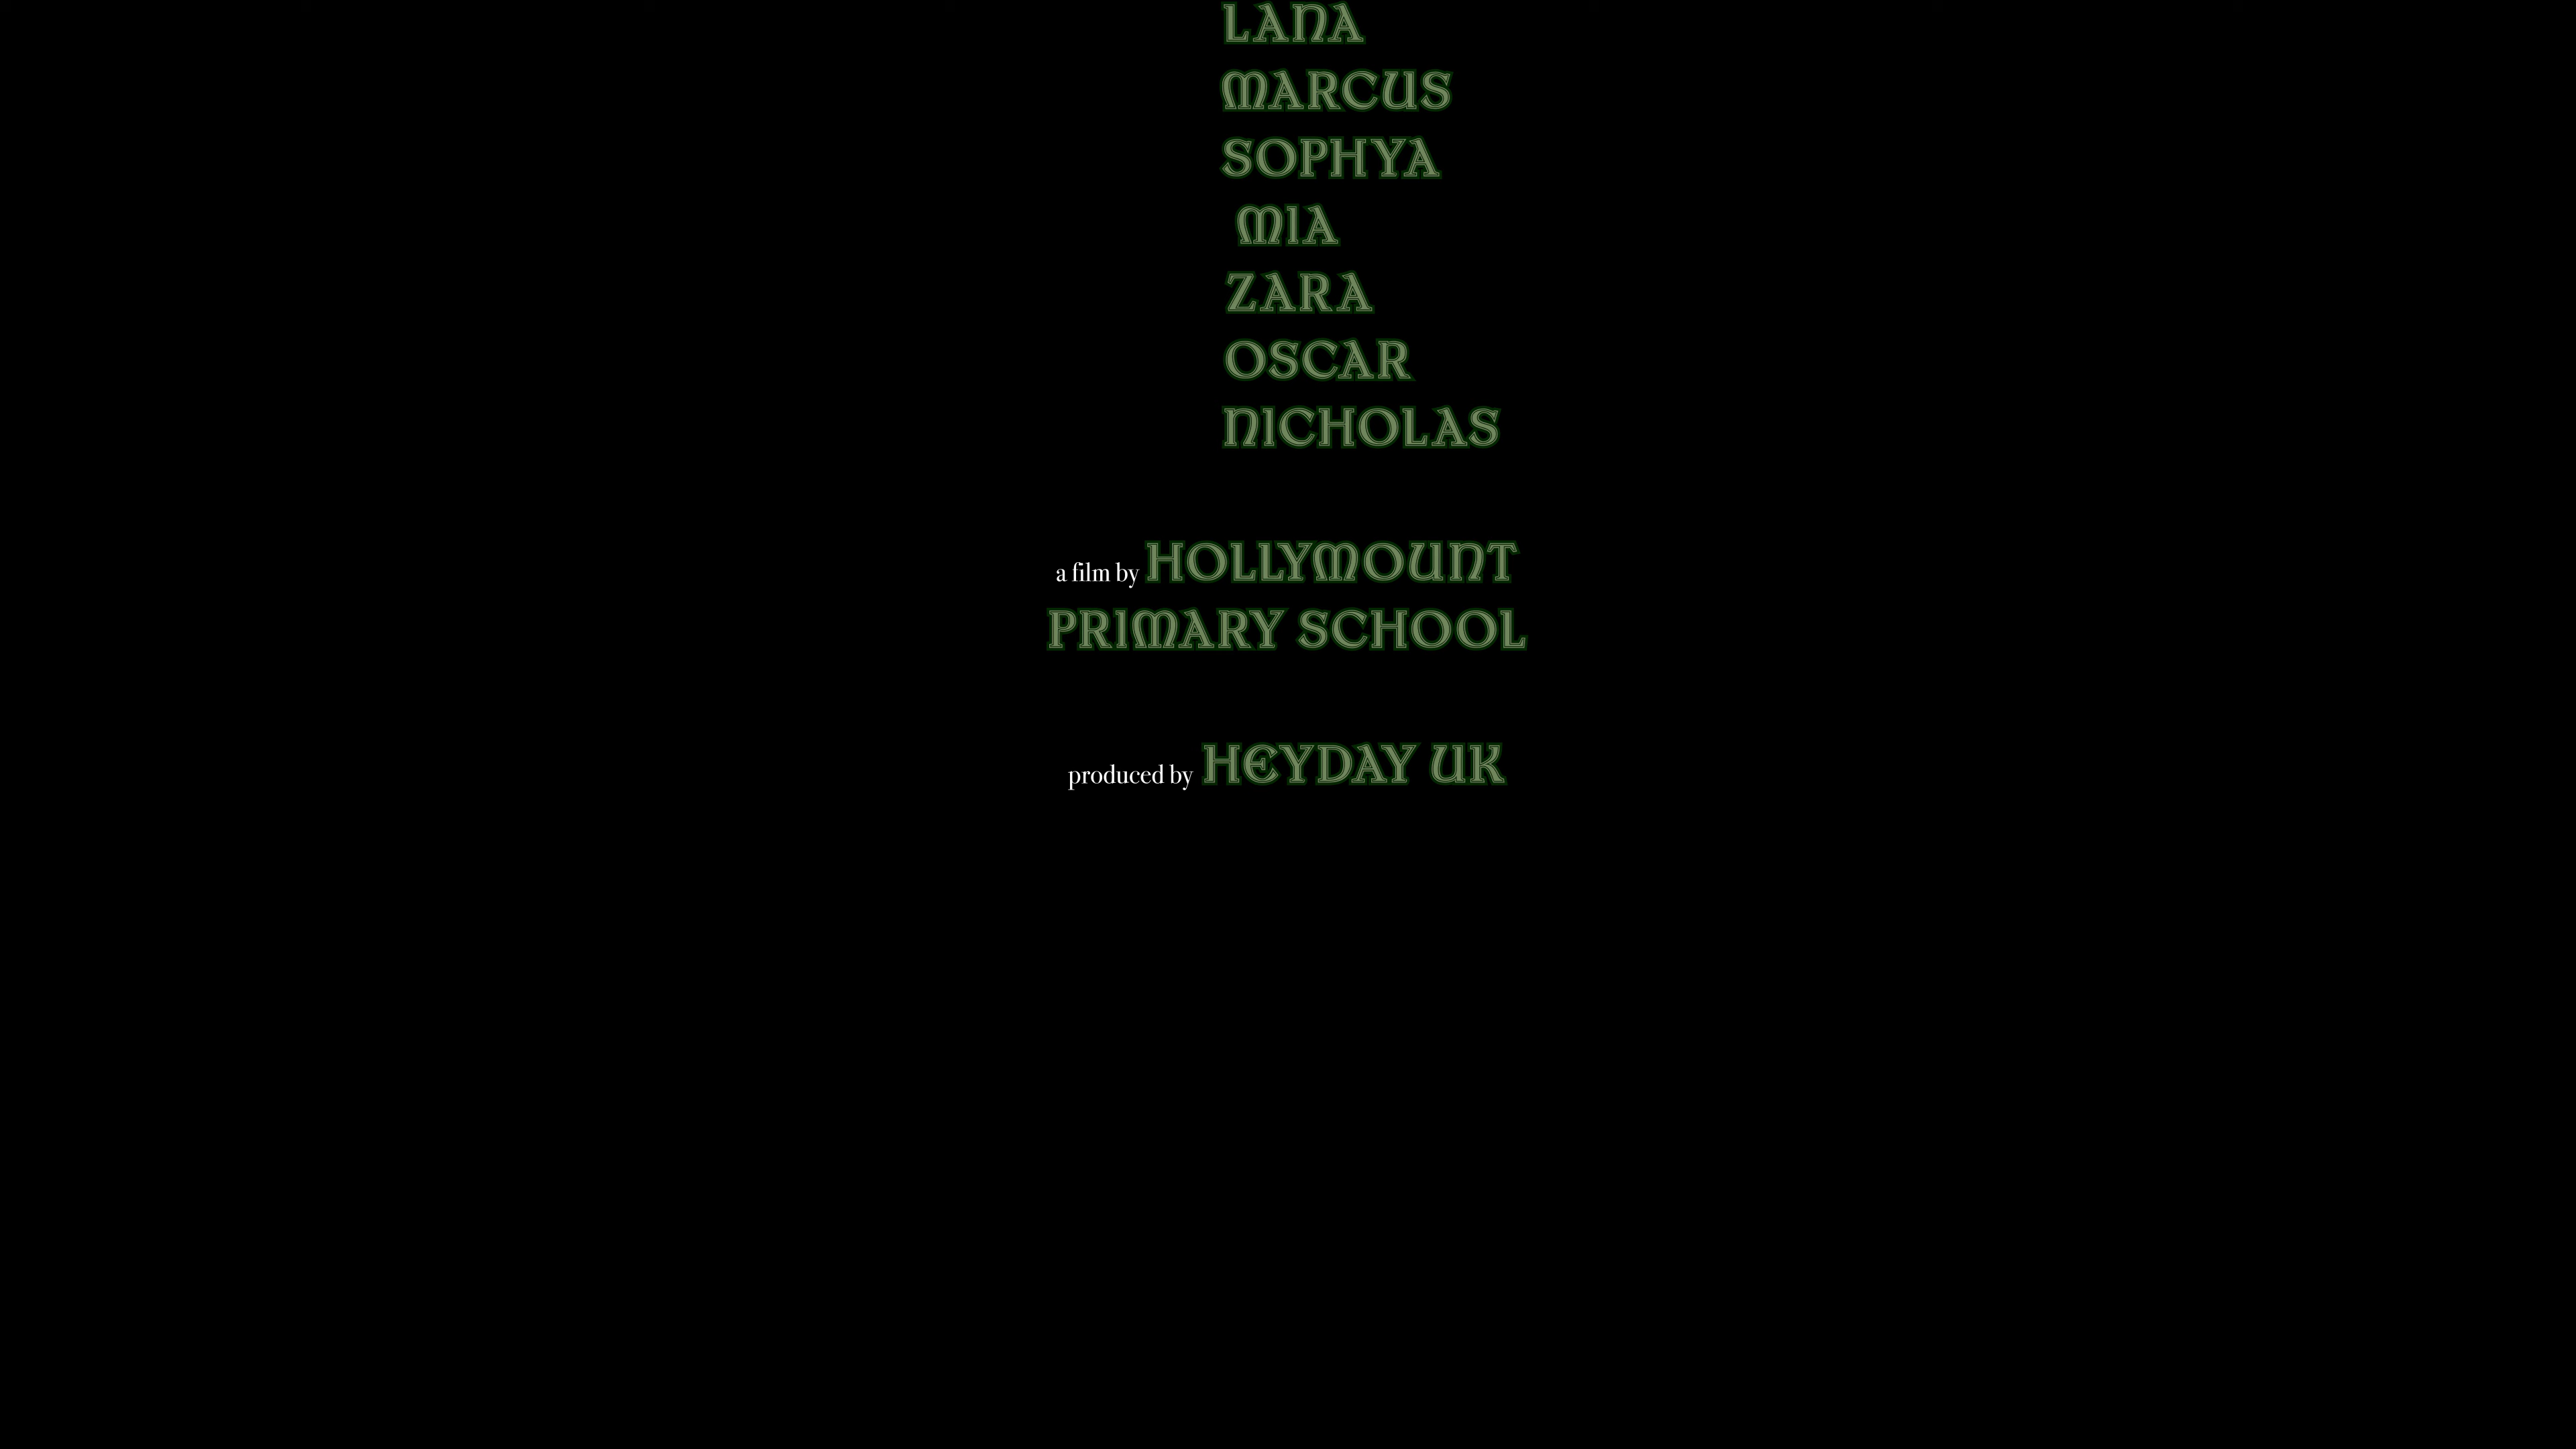 LANA
MARCUS
SOPHYA
MIA
ZARA
OSCAR
NICHOLAS
a film by HOLLYMOUNT
PRIMARY SCHOOL
produced by HEYDAY UK